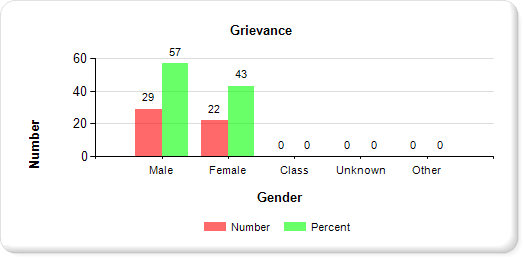 Grievance
60
40
20
0
Number
57
29
43
22
0 0
0 0
0 0
Male Female Class Unknown Other
Gender
Number Percent